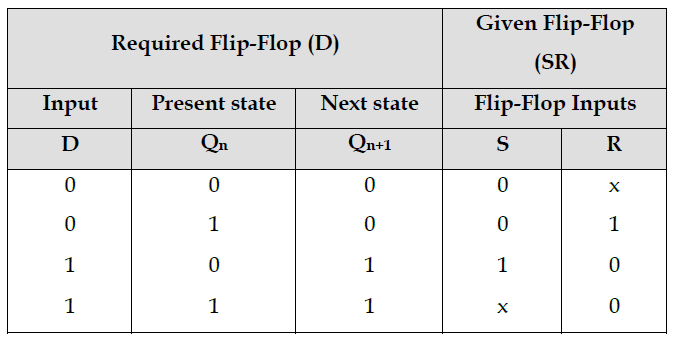 Required Flip-Flop (D) Given Flip-Flop
(SR)
Input Present state Next state Flip-Flop Inputs
D Qn Qn+1 S R
0 0 0 0 x
0 1 0 0 1
1 0 1 1 0
1 1 1 x 0